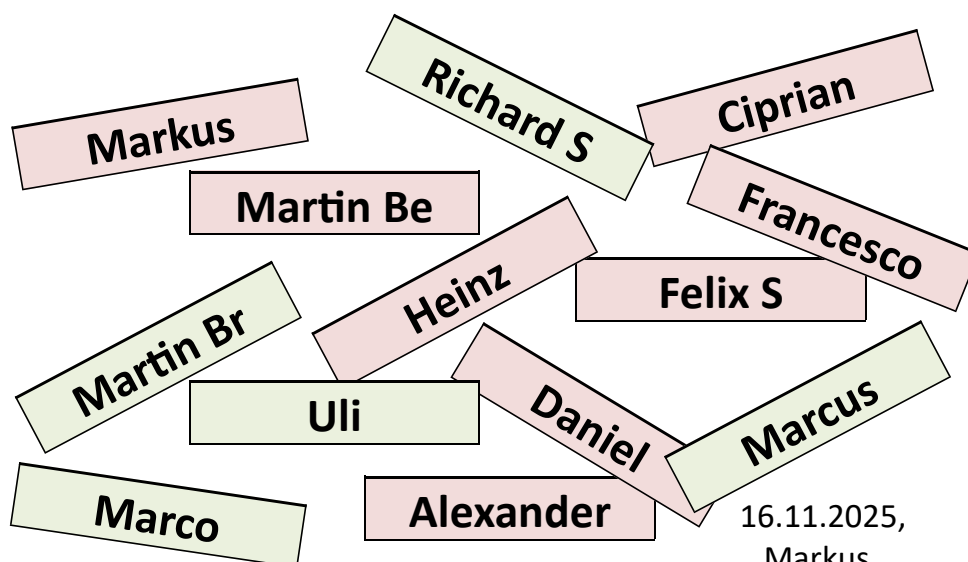 Richard S
Ciprian
Markus
Martin Be
Francesco
Heinz
Felix S
Martin Br
Uli
Daniel
Marcus
Marco
Alexander
16.11.2025,
Markus